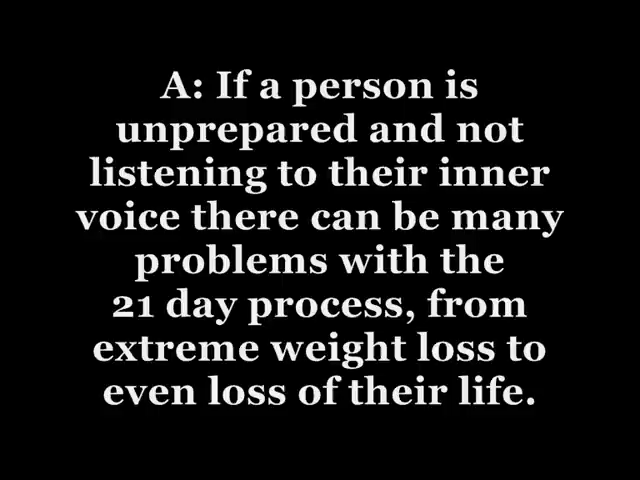 A: If a person is
unprepared and not
listening to their inner
voice there can be many
problems with the
21 day process, from
extreme weight loss to
even loss of their life.